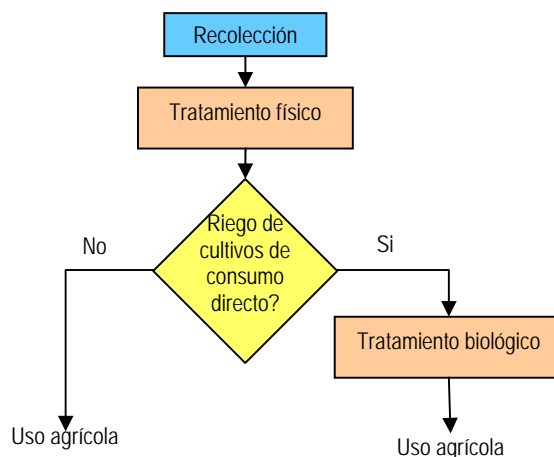 Recolección
Tratamiento físico
Riego de
cultivos de
consumo
directo?
No
Si
Tratamiento biológico
Uso agrícola
Uso agrícola